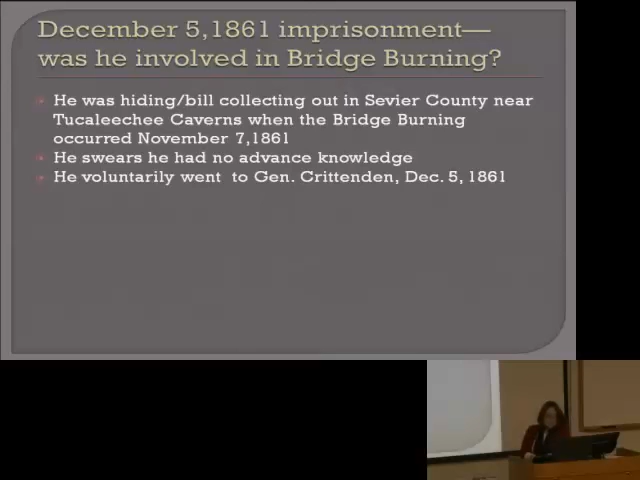 December 5,1861 imprisonment—
was he involved in Bridge Burning?
He was hiding/bill collecting out in Sevier County near
Tucaleechee Caverns when the Bridge Burning
occurred November 7,1861
He swears he had no advance knowledge
He voluntarily went to Gen. Crittenden, Dec. 5, 1861